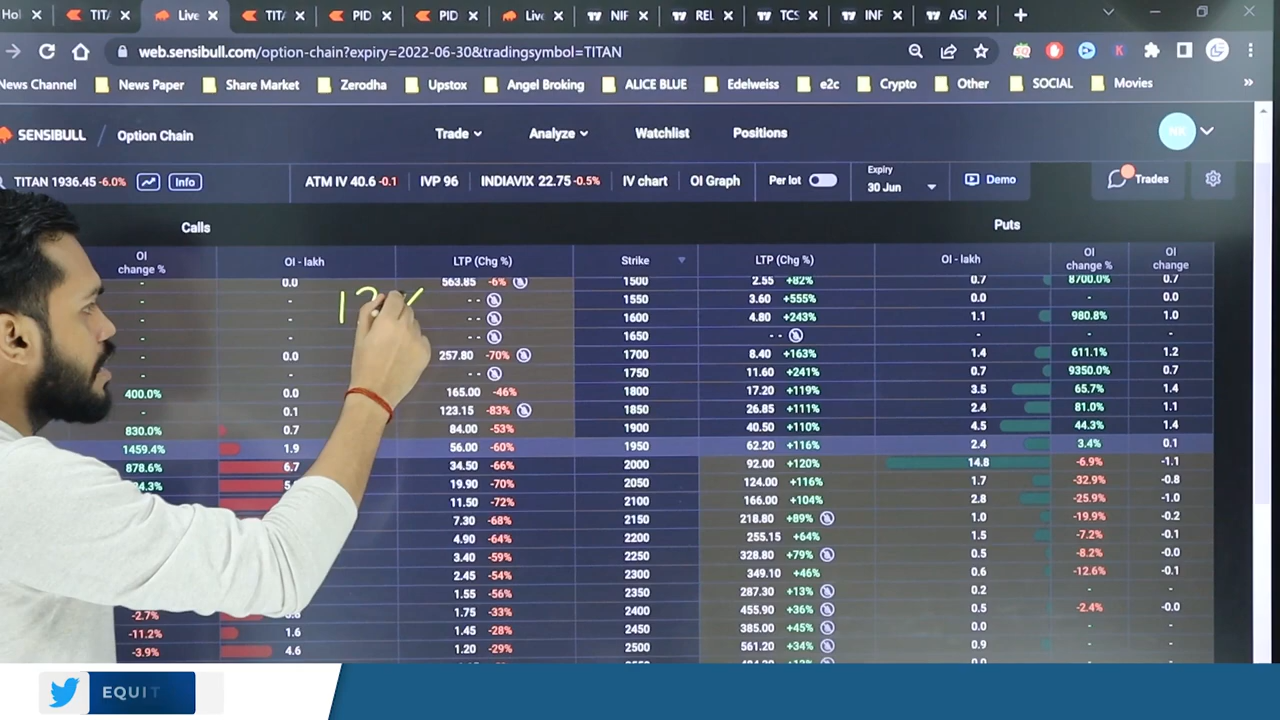 Ho TIT Live TIT PID PID Liv NIF REL TCS INF ASI
web.sensibull.com/option-chain?expiry=2022-06-30&tradingsymbol=TITAN
News Channel News Paper Share Market Zerodha Upstox Angel Broking ALICE BLUE Edelweiss e2c Crypto Other SOCIAL Movies »
SENSIBULL / Option Chain Trade Analyze Watchlist Positions NK
TITAN 1936.45 -6.0% Info ATM IV 40.6 -0.1 IVP 96 INDIAVIX 22.75 -0.5% IV chart OI Graph Per lot Expiry 30 Jun Demo Trades
Calls Puts
OI change % OI - lakh LTP (Chg %) Strike LTP (Chg %) OI - lakh OI change % OI change
- 0.0 563.85 -6% 1500 2.55 +82% 0.7 8700.0% 0.7
- - - - 1550 3.60 +555% 0.0 - 0.0
- - - - 1600 4.80 +243% 1.1 980.8% 1.0
- - - - 1650 - - - - -
- 0.0 257.80 -70% 1700 8.40 +163% 1.4 611.1% 1.2
- - - - 1750 11.60 +241% 0.7 9350.0% 0.7
400.0% 0.0 165.00 -46% 1800 17.20 +119% 3.5 65.7% 1.4
- 0.1 123.15 -83% 1850 26.85 +111% 2.4 81.0% 1.1
830.0% 0.7 84.00 -53% 1900 40.50 +110% 4.5 44.3% 1.4
1459.4% 1.9 56.00 -60% 1950 62.20 +116% 2.4 3.4% 0.1
878.6% 6.7 34.50 -66% 2000 92.00 +120% 14.8 -6.9% -1.1
19.90 -70% 2050 124.00 +116% 1.7 -32.9% -0.8
11.50 -72% 2100 166.00 +104% 2.8 -25.9% -1.0
7.30 -68% 2150 218.80 +89% 1.0 -19.9% -0.2
4.90 -64% 2200 255.15 +64% 1.5 -7.2% -0.1
3.40 -59% 2250 328.80 +79% 0.5 -8.2% -0.0
2.45 -54% 2300 349.10 +46% 0.6 -12.6% -0.1
1.55 -56% 2350 287.30 +13% 0.2 -
-2.7% 1.75 -33% 2400 455.90 +36% 0.5 -2.4% -0.0
-11.2% 1.6 1.45 -28% 2450 385.00 +45% 0.0 - -
-3.9% 4.6 1.20 -29% 2500 561.20 +34% 0.9 - -
EQUIT